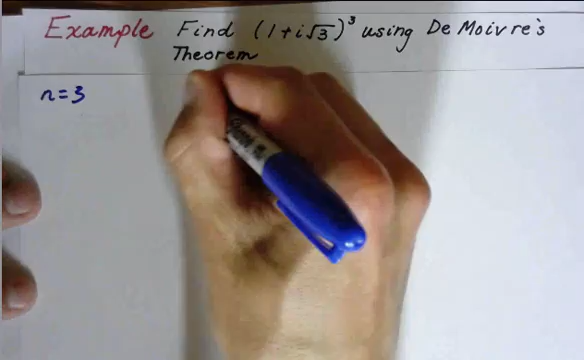 Example Find (1+i√3)³ using De Moivre's
Theorem
n=3